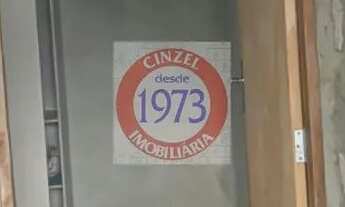 CINZEL
desde
1973
IMOBILIÁRIA